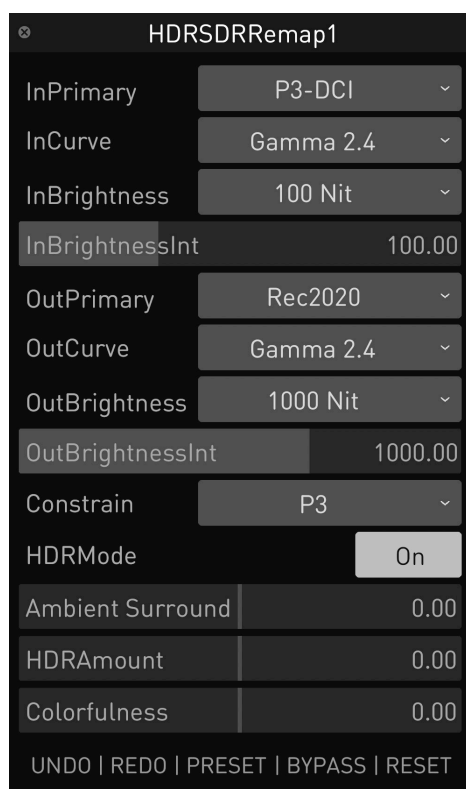 HDRSDRRemap1
InPrimary P3-DCI
InCurve Gamma 2.4
InBrightness 100 Nit
InBrightnessInt 100.00
OutPrimary Rec2020
OutCurve Gamma 2.4
OutBrightness 1000 Nit
OutBrightnessInt 1000.00
Constrain P3
HDRMode On
Ambient Surround 0.00
HDRAmount 0.00
Colorfulness 0.00
UNDO | REDO | PRESET | BYPASS | RESET